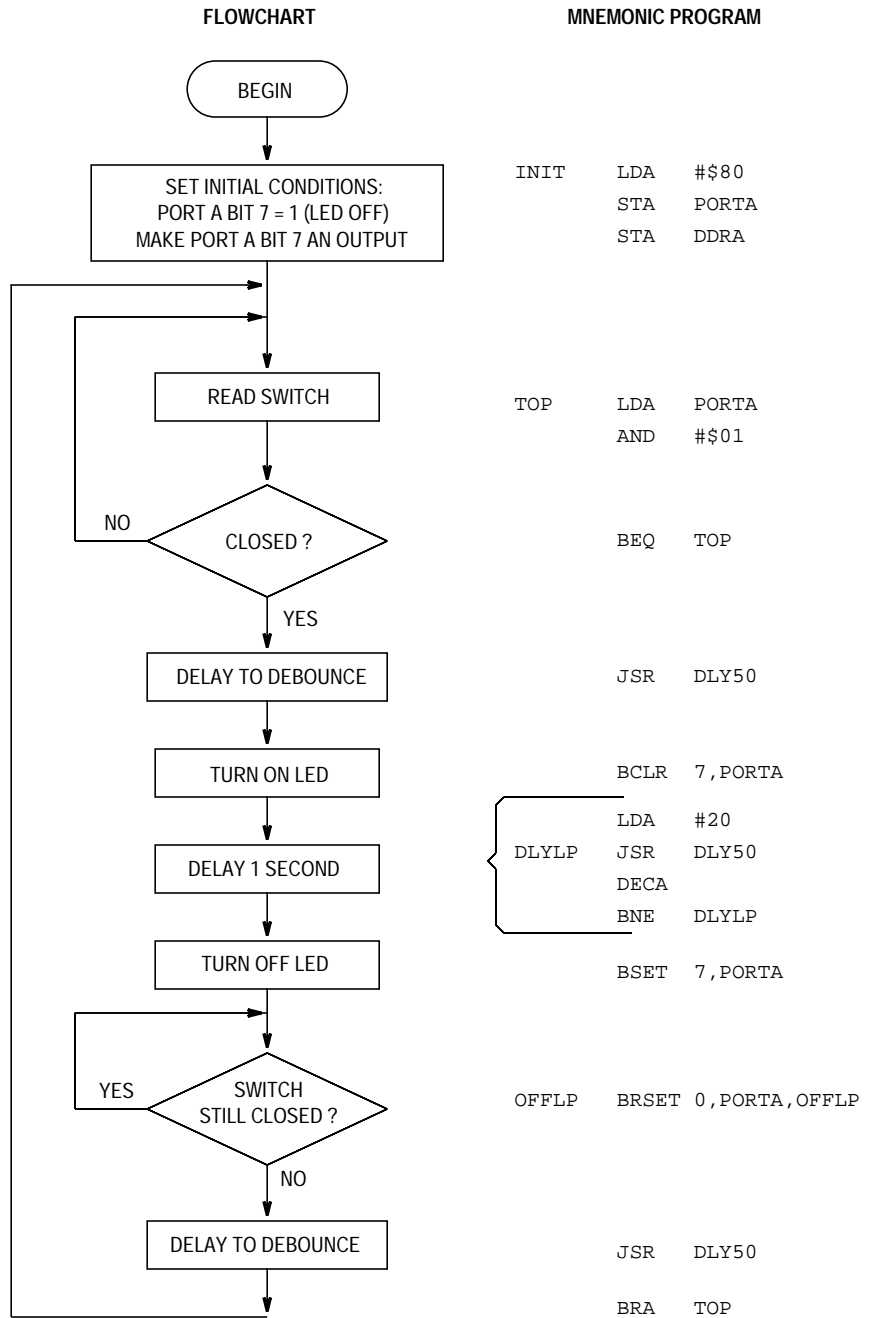 FLOWCHART MNEMONIC PROGRAM
BEGIN
SET INITIAL CONDITIONS: INIT LDA #$80
PORT A BIT 7 = 1 (LED OFF) STA PORTA
MAKE PORT A BIT 7 AN OUTPUT STA DDRA
READ SWITCH TOP LDA PORTA
AND #$01
NO
CLOSED ? BEQ TOP
YES
DELAY TO DEBOUNCE JSR DLY50
TURN ON LED BCLR 7,PORTA
LDA #20
DELAY 1 SECOND DLYLP JSR DLY50
DECA
BNE DLYLP
TURN OFF LED BSET 7,PORTA
YES SWITCH
STILL CLOSED ? OFFLP BRSET 0,PORTA,OFFLP
NO
DELAY TO DEBOUNCE JSR DLY50
BRA TOP